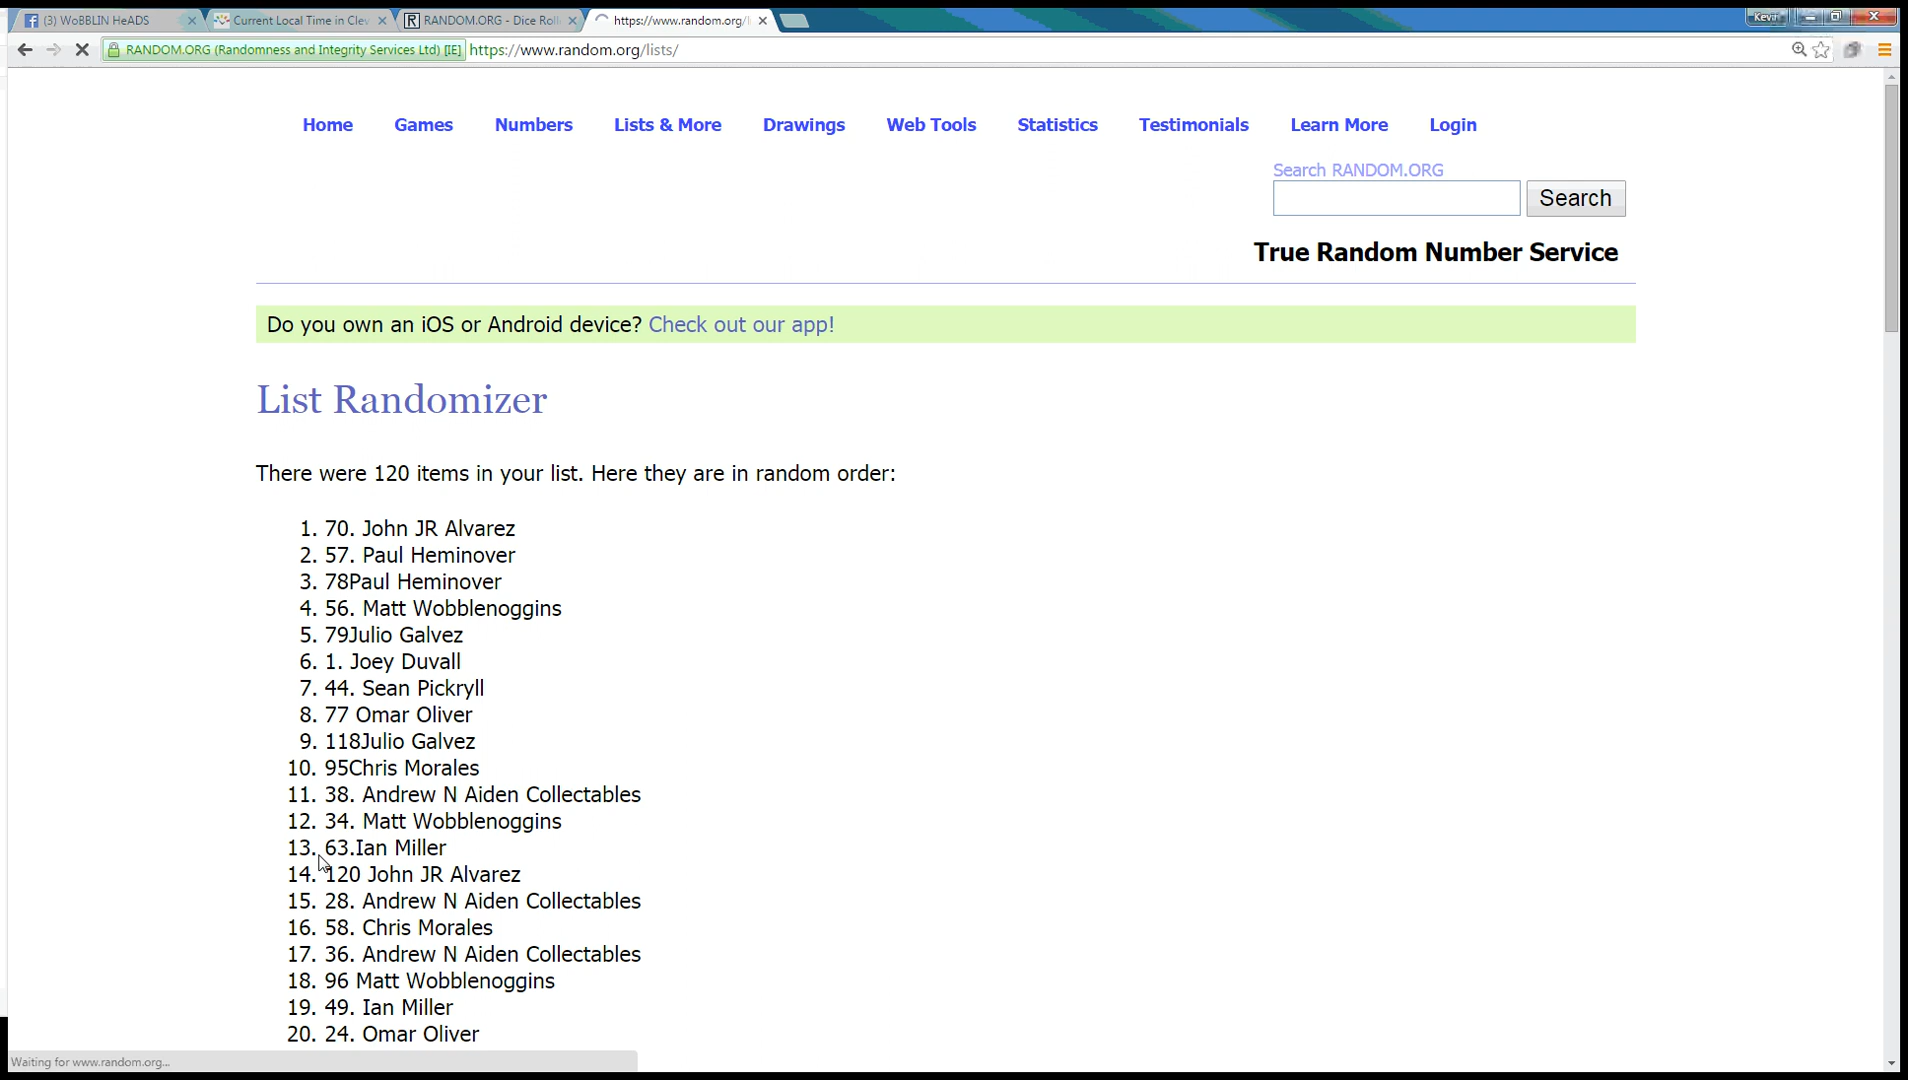 (3) WoBBLIN HeADS
Current Local Time in Clev
RANDOM.ORG - Dice Roll
https://www.random.org/l
Kevin
RANDOM.ORG (Randomness and Integrity Services Ltd) [IE] https://www.random.org/lists/
Home Games Numbers Lists & More Drawings Web Tools Statistics Testimonials Learn More Login
Search RANDOM.ORG
Search
True Random Number Service
Do you own an iOS or Android device? Check out our app!
List Randomizer
There were 120 items in your list. Here they are in random order:
1. 70. John JR Alvarez
2. 57. Paul Heminover
3. 78Paul Heminover
4. 56. Matt Wobblenoggins
5. 79Julio Galvez
6. 1. Joey Duvall
7. 44. Sean Pickryll
8. 77 Omar Oliver
9. 118Julio Galvez
10. 95Chris Morales
11. 38. Andrew N Aiden Collectables
12. 34. Matt Wobblenoggins
13. 63.Ian Miller
14. 120 John JR Alvarez
15. 28. Andrew N Aiden Collectables
16. 58. Chris Morales
17. 36. Andrew N Aiden Collectables
18. 96 Matt Wobblenoggins
19. 49. Ian Miller
20. 24. Omar Oliver
Waiting for www.random.org...